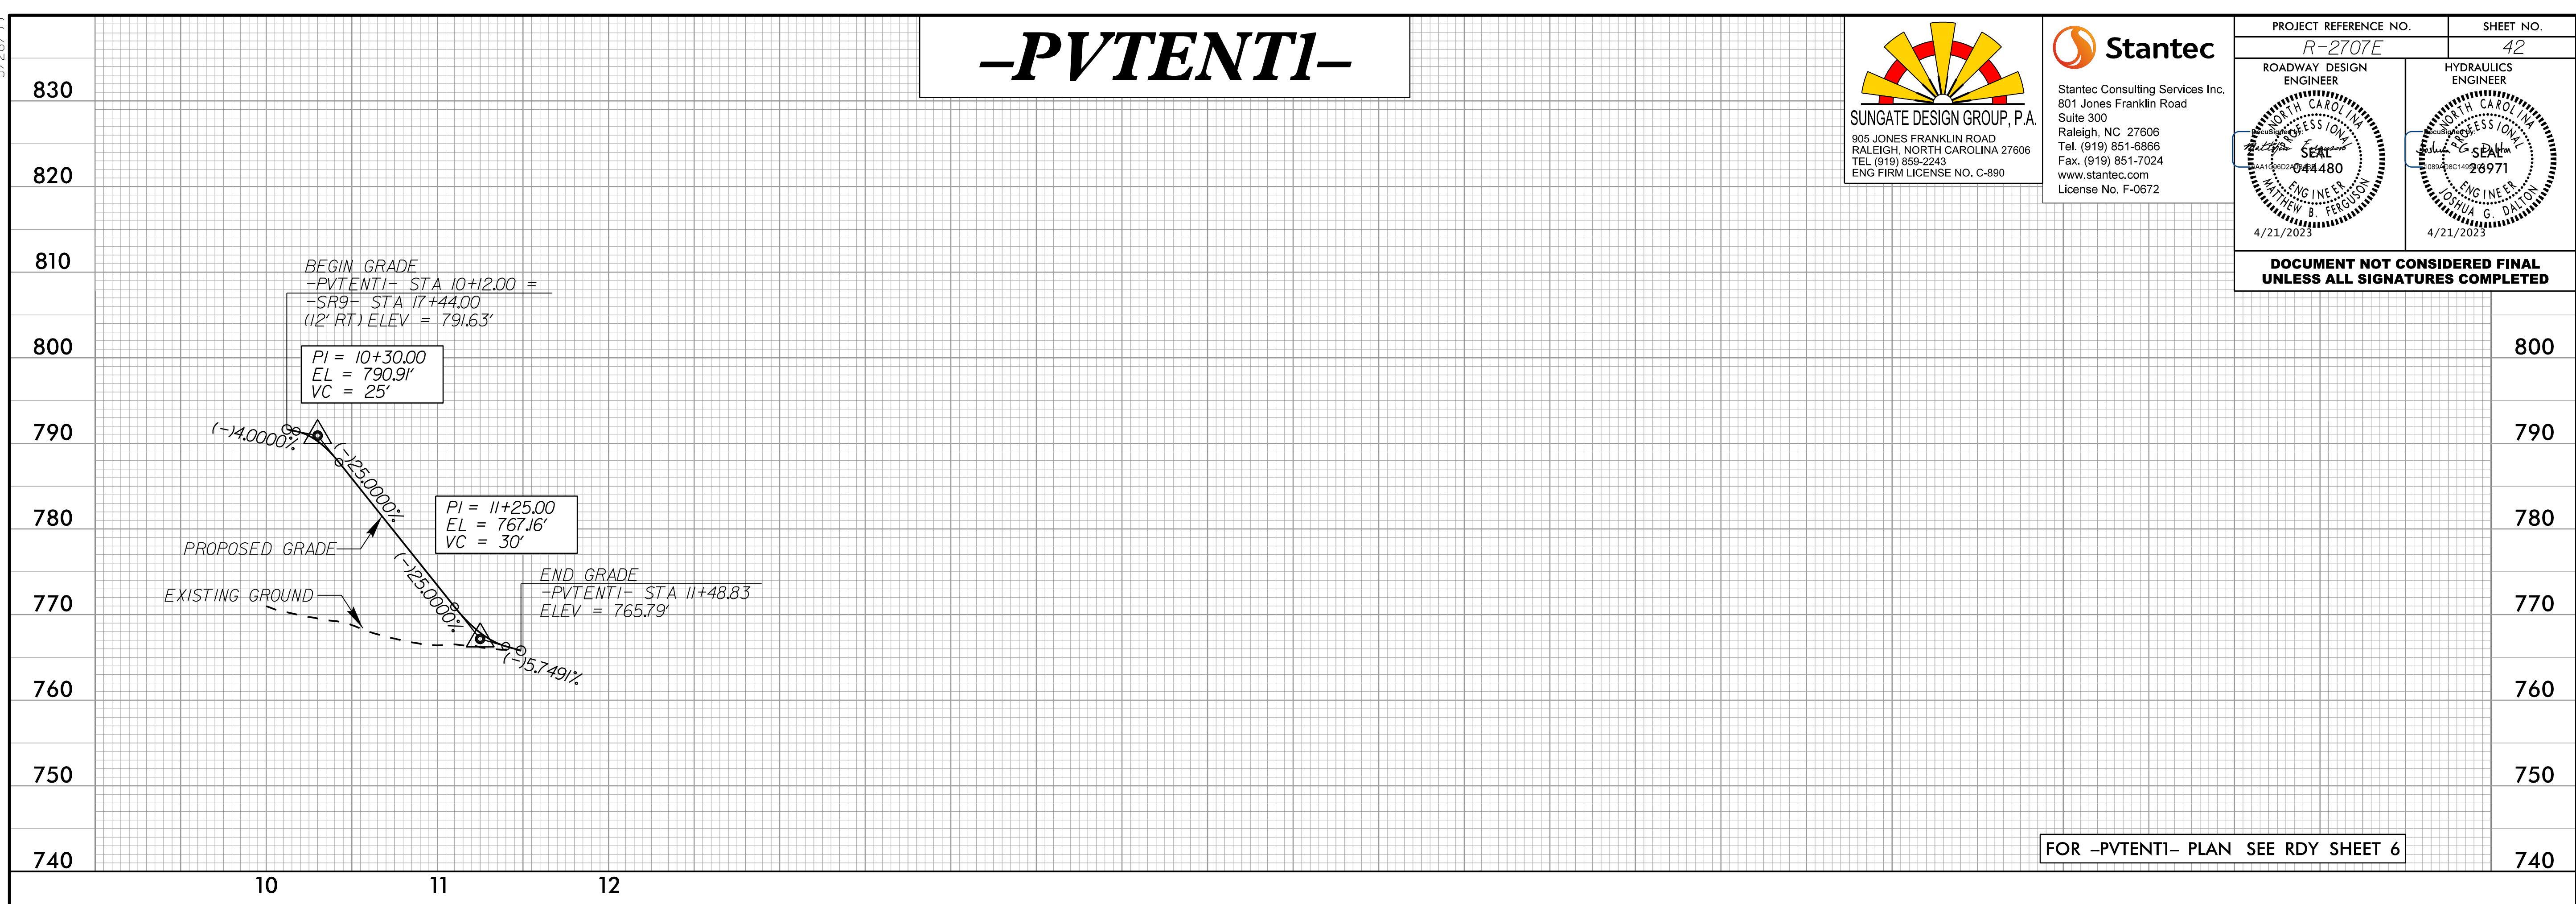 -PVTENT1-
SUNGATE DESIGN GROUP, P.A.
905 JONES FRANKLIN ROAD
RALEIGH, NORTH CAROLINA 27606
TEL (919) 859-2243
ENG FIRM LICENSE NO. C-890
Stantec
Stantec Consulting Services Inc.
801 Jones Franklin Road
Suite 300
Raleigh, NC 27606
Tel. (919) 851-6866
Fax. (919) 851-7024
www.stantec.com
License No. F-0672
PROJECT REFERENCE NO.
SHEET NO.
R-2707E
42
ROADWAY DESIGN
ENGINEER
HYDRAULICS
ENGINEER
NORTH CAROLINA
PROFESSIONAL
DocuSigned by:
SEAL
044480
ENGINEER
MATTHEW B. FERGUSON
4/21/2023
NORTH CAROLINA
PROFESSIONAL
DocuSigned by:
Joshua G. Dalton
SEAL
26971
ENGINEER
JOSHUA G. DALTON
4/21/2023
DOCUMENT NOT CONSIDERED FINAL
UNLESS ALL SIGNATURES COMPLETED
830
820
810
800
790
780
770
760
750
740
BEGIN GRADE
-PVTENT1- STA 10+12.00 =
-SR9- STA 17+44.00
(12' RT) ELEV = 791.63'
PI = 10+30.00
EL = 790.91'
VC = 25'
(-)4.0000%
(-)25.0000%
PI = 11+25.00
EL = 767.16'
VC = 30'
PROPOSED GRADE
(-)25.0000%
EXISTING GROUND
END GRADE
-PVTENT1- STA 11+48.83
ELEV = 765.79'
(-)5.7491%
800
790
780
770
760
750
740
FOR -PVTENT1- PLAN SEE RDY SHEET 6
10
11
12